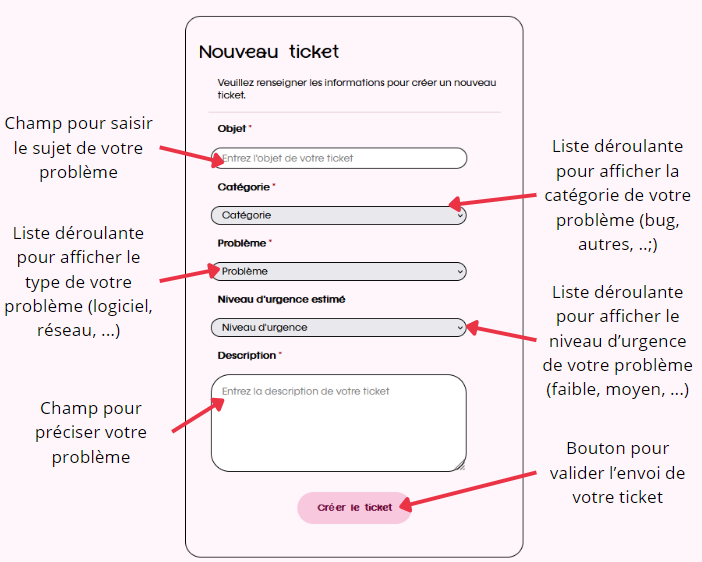 Nouveau ticket
Veuillez renseigner les informations pour créer un nouveau
ticket.
Objet *
Entrez l'objet de votre ticket
Catégorie *
Catégorie
Problème *
Problème
Niveau d'urgence estimé
Niveau d'urgence
Description *
Entrez la description de votre ticket
Créer le ticket
Champ pour saisir
le sujet de votre
problème
Liste déroulante
pour afficher le
type de votre
problème (logiciel,
réseau, ...)
Champ pour
préciser votre
problème
Liste déroulante
pour afficher la
catégorie de votre
problème (bug,
autres, ..;)
Liste déroulante
pour afficher le
niveau d’urgence
de votre problème
(faible, moyen, ...)
Bouton pour
valider l’envoi de
votre ticket